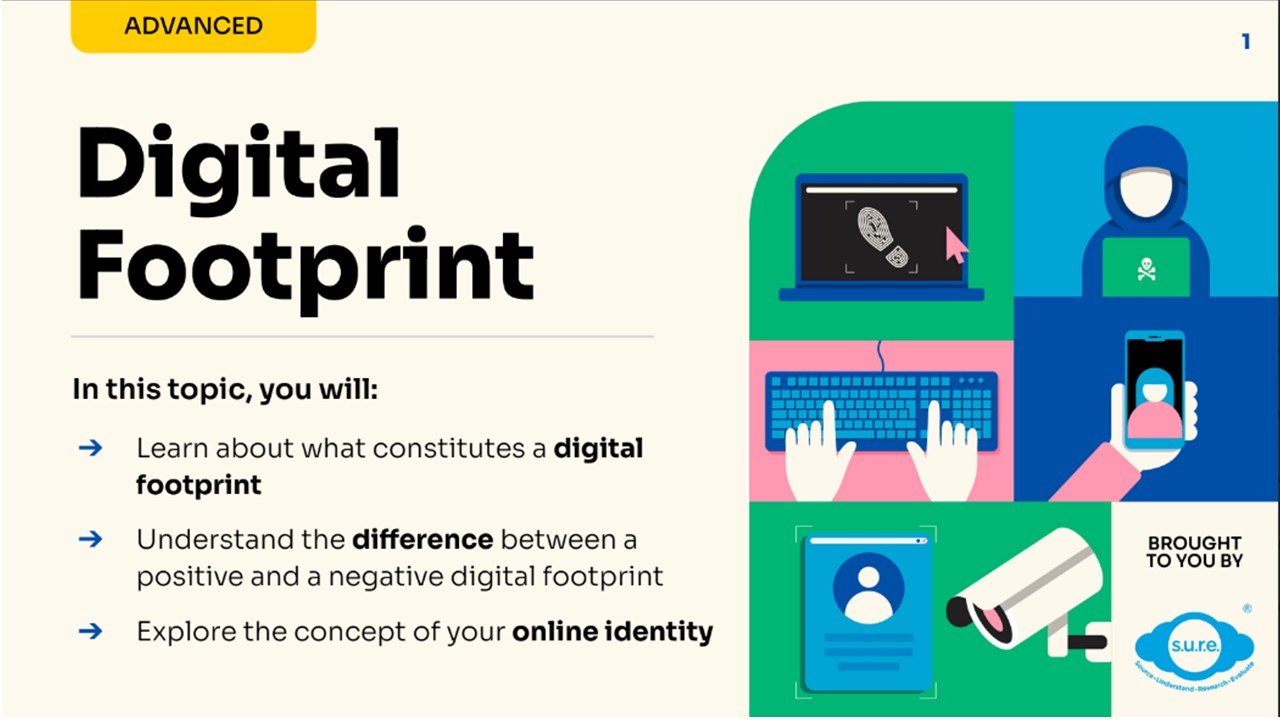 ADVANCED
1
Digital
Footprint
In this topic, you will:
➔ Learn about what constitutes a digital
footprint
➔ Understand the difference between a
positive and a negative digital footprint
➔ Explore the concept of your online identity
BROUGHT
TO YOU BY
®
s.u.r.e.
Source•Understand•Research•Evaluate